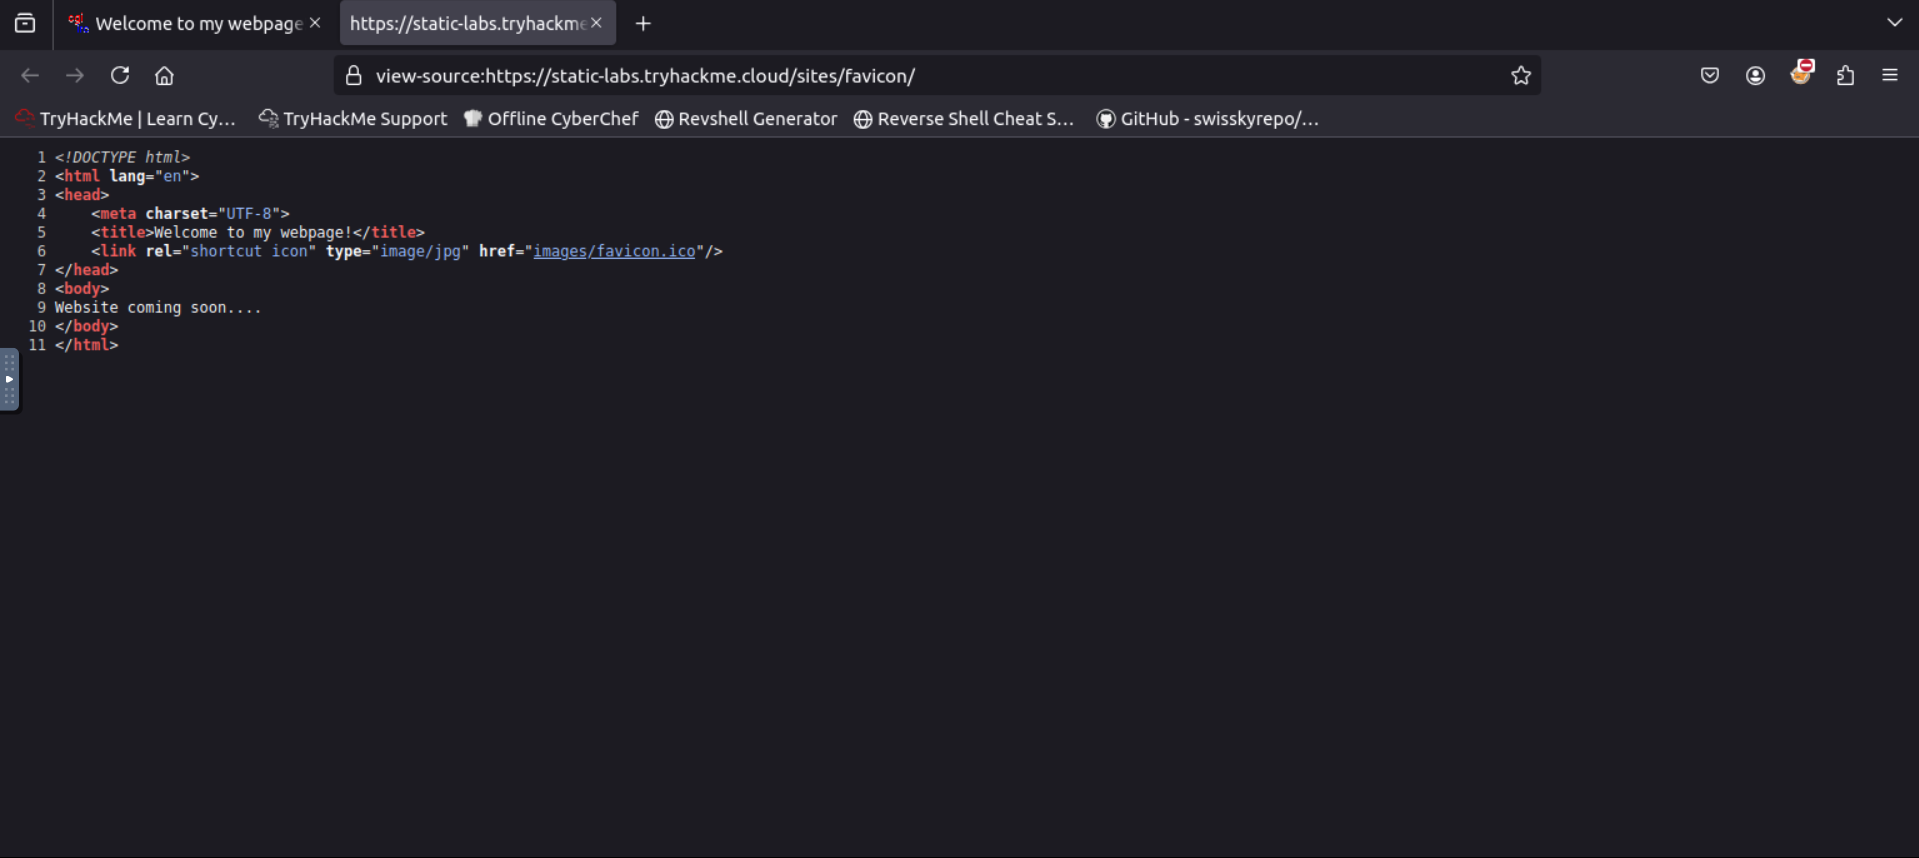 Welcome to my webpage
https://static-labs.tryhackme
view-source:https://static-labs.tryhackme.cloud/sites/favicon/
TryHackMe | Learn Cy… TryHackMe Support Offline CyberChef Revshell Generator Reverse Shell Cheat S… GitHub - swisskyrepo/…
1 <!DOCTYPE html>
2 <html lang="en">
3 <head>
4     <meta charset="UTF-8">
5     <title>Welcome to my webpage!</title>
6     <link rel="shortcut icon" type="image/jpg" href="images/favicon.ico"/>
7 </head>
8 <body>
9 Website coming soon....
10 </body>
11 </html>